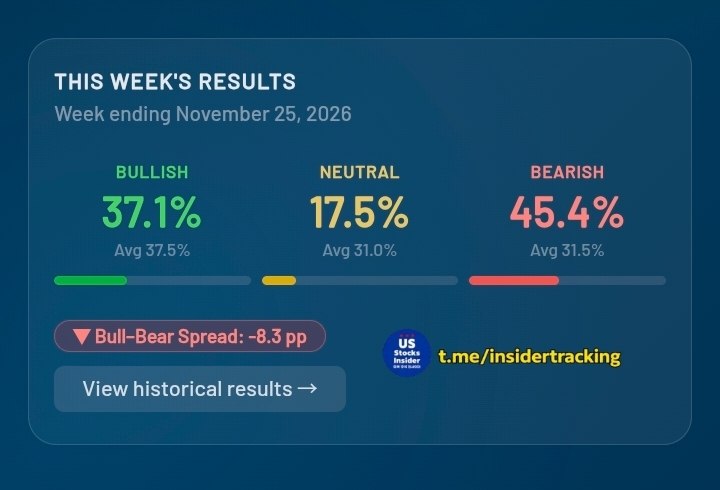 THIS WEEK'S RESULTS
Week ending November 25, 2026
BULLISH NEUTRAL BEARISH
37.1% 17.5% 45.4%
Avg 37.5% Avg 31.0% Avg 31.5%
▼ Bull–Bear Spread: -8.3 pp
US
Stocks
Insider
t.me/insidertracking
View historical results →